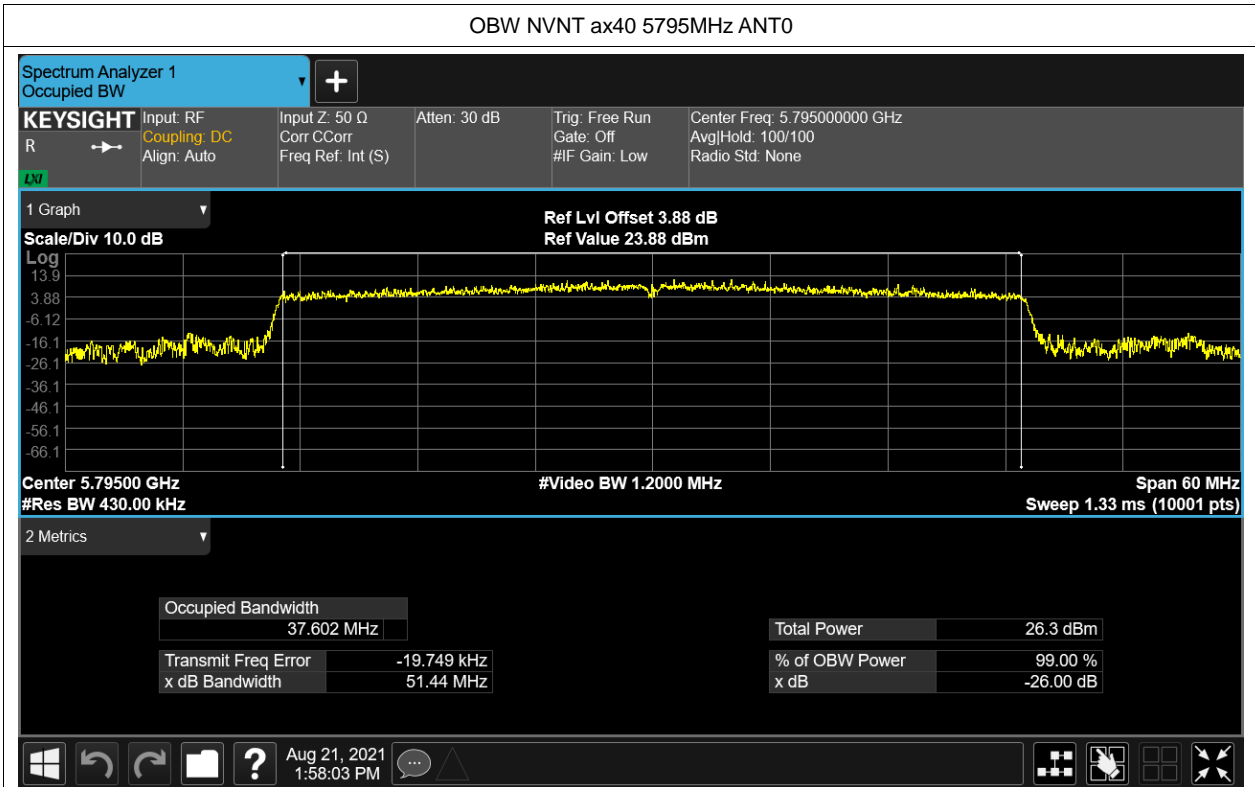 OBW NVNT ax40 5795MHz ANT0
Spectrum Analyzer 1
Occupied BW
KEYSIGHT
R
LXI
Input: RF
Coupling: DC
Align: Auto
Input Z: 50 Ω
Corr CCorr
Freq Ref: Int (S)
Atten: 30 dB
Trig: Free Run
Gate: Off
#IF Gain: Low
Center Freq: 5.795000000 GHz
Avg|Hold: 100/100
Radio Std: None
1 Graph
Scale/Div 10.0 dB
Ref Lvl Offset 3.88 dB
Ref Value 23.88 dBm
Log
13.9
3.88
-6.12
-16.1
-26.1
-36.1
-46.1
-56.1
-66.1
Center 5.79500 GHz
#Video BW 1.2000 MHz
Span 60 MHz
#Res BW 430.00 kHz
Sweep 1.33 ms (10001 pts)
2 Metrics
Occupied Bandwidth
37.602 MHz
Transmit Freq Error -19.749 kHz
x dB Bandwidth 51.44 MHz
Total Power 26.3 dBm
% of OBW Power 99.00 %
x dB -26.00 dB
?
Aug 21, 2021
1:58:03 PM